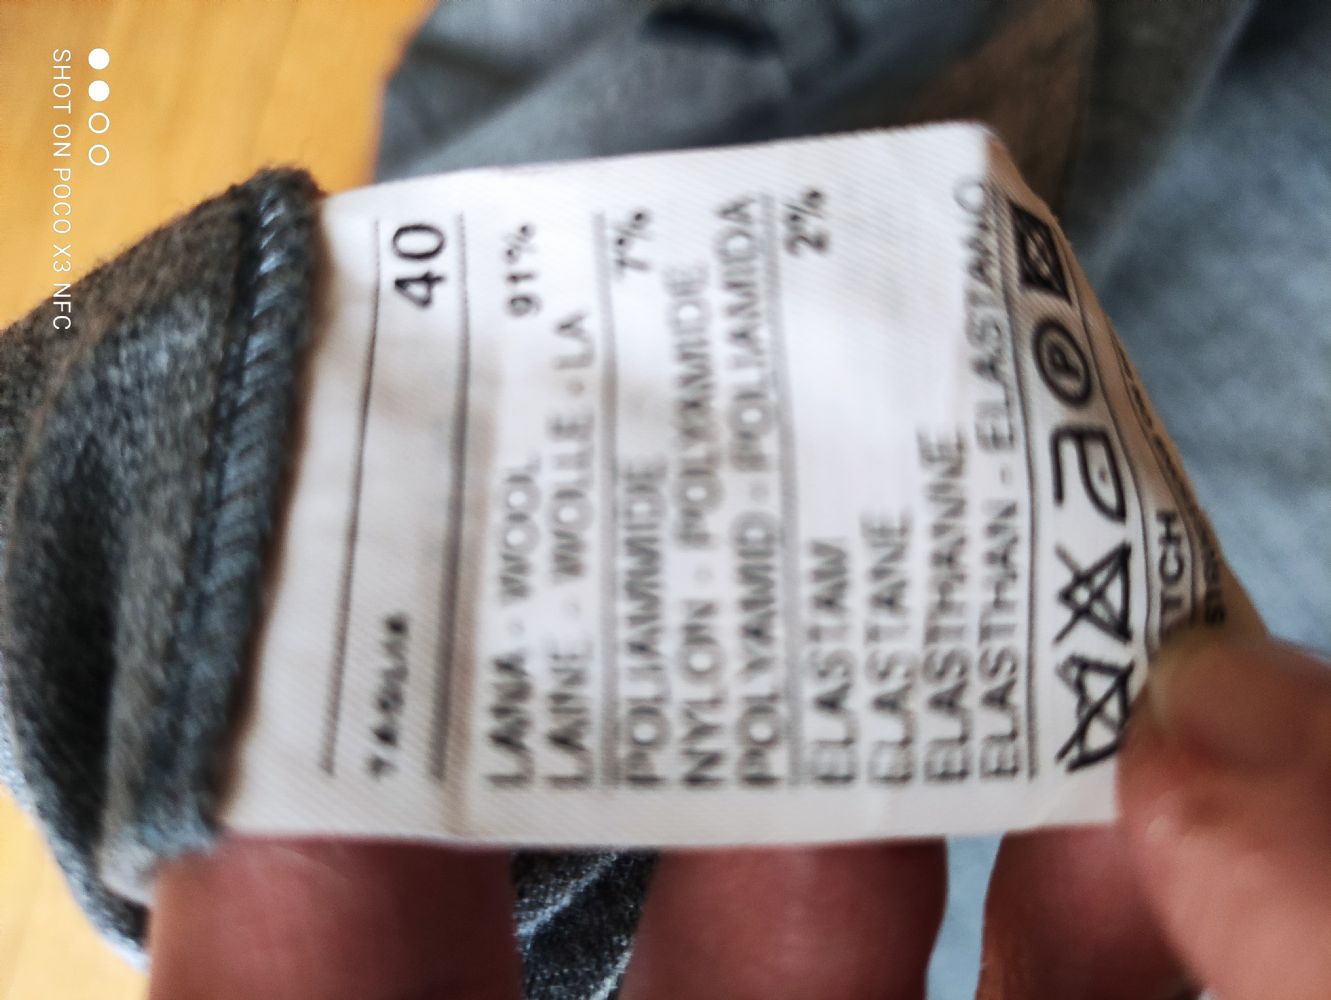 TAGLIA 40
91%
LANA - WOOL
LAINE - WOLLE - LA
7%
POLIAMMIDE
NYLON - POLYAMIDE
POLYAMID - POLIAMIDA
2%
ELASTAN
ELASTANE
ELASTHANNE
ELASTHAN - ELASTANO
P
TCH
SHOT ON POCO X3 NFC